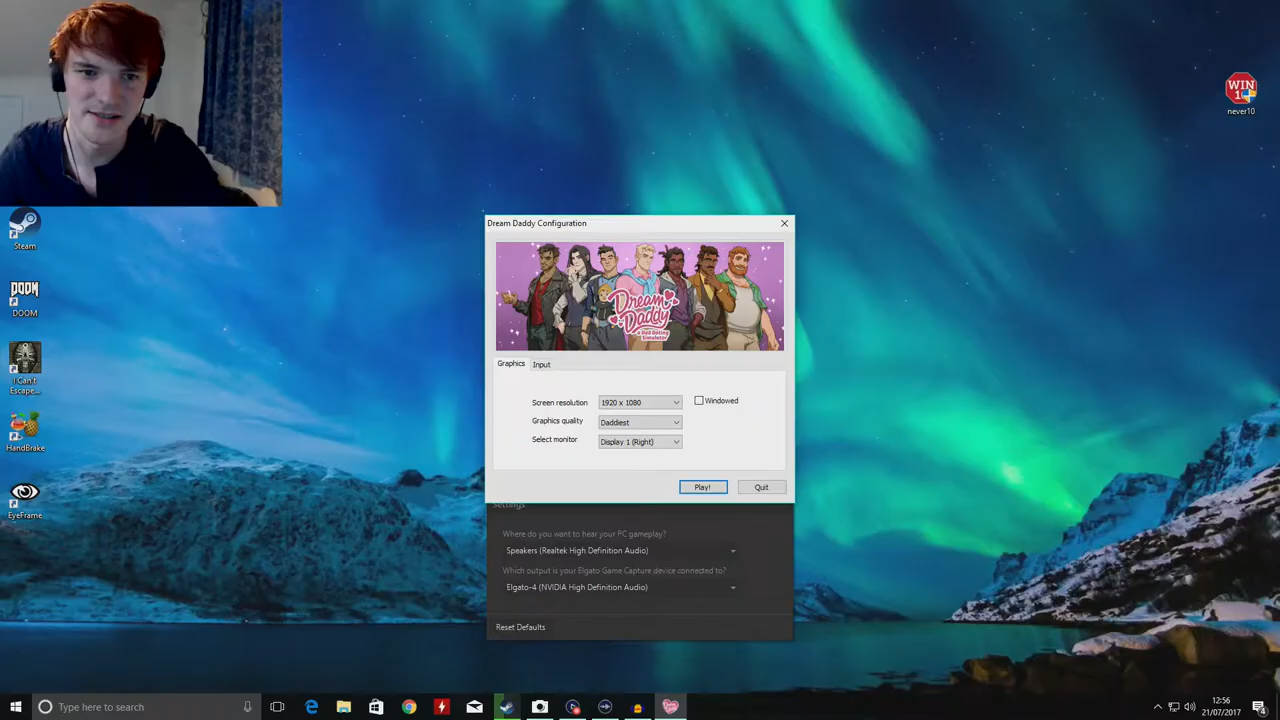 WIN
10
never10
Steam
DOOM
DOOM
I Can't
Escape...
HandBrake
EyeFrame
Dream Daddy Configuration
Dream
Daddy
a Dad Dating
Simulator
Graphics
Input
Screen resolution
1920 x 1080
Windowed
Graphics quality
Daddiest
Select monitor
Display 1 (Right)
Play!
Quit
Settings
Where do you want to hear your PC gameplay?
Speakers (Realtek High Definition Audio)
Which output is your Elgato Game Capture device connected to?
Elgato-4 (NVIDIA High Definition Audio)
Reset Defaults
Type here to search
12:56
21/07/2017
4